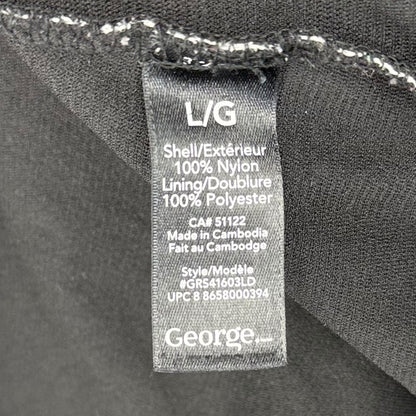 L/G
Shell/Extérieur
100% Nylon
Lining/Doublure
100% Polyester
CA# 51122
Made in Cambodia
Fait au Cambodge
Style/Modèle
#GRS41603LD
UPC 8 8658000394
George